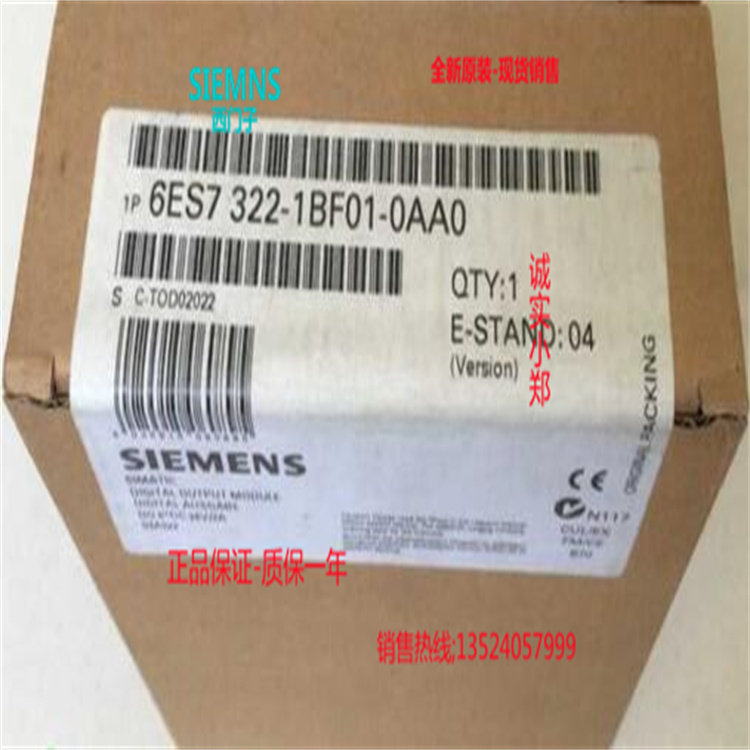 SIEMNS
西门子
全新原装-现货销售
1P 6ES7 322-1BF01-0AA0
S C-TOD02022
QTY:1
E-STAND: 04
(Version)
诚实小郑
ORIGINAL PACKING
SIEMENS
SIMATIC
DIGITAL OUTPUT MODULE
DIGITAL AUSGABE
CE
N117
正品保证-质保一年
销售热线;13524057999